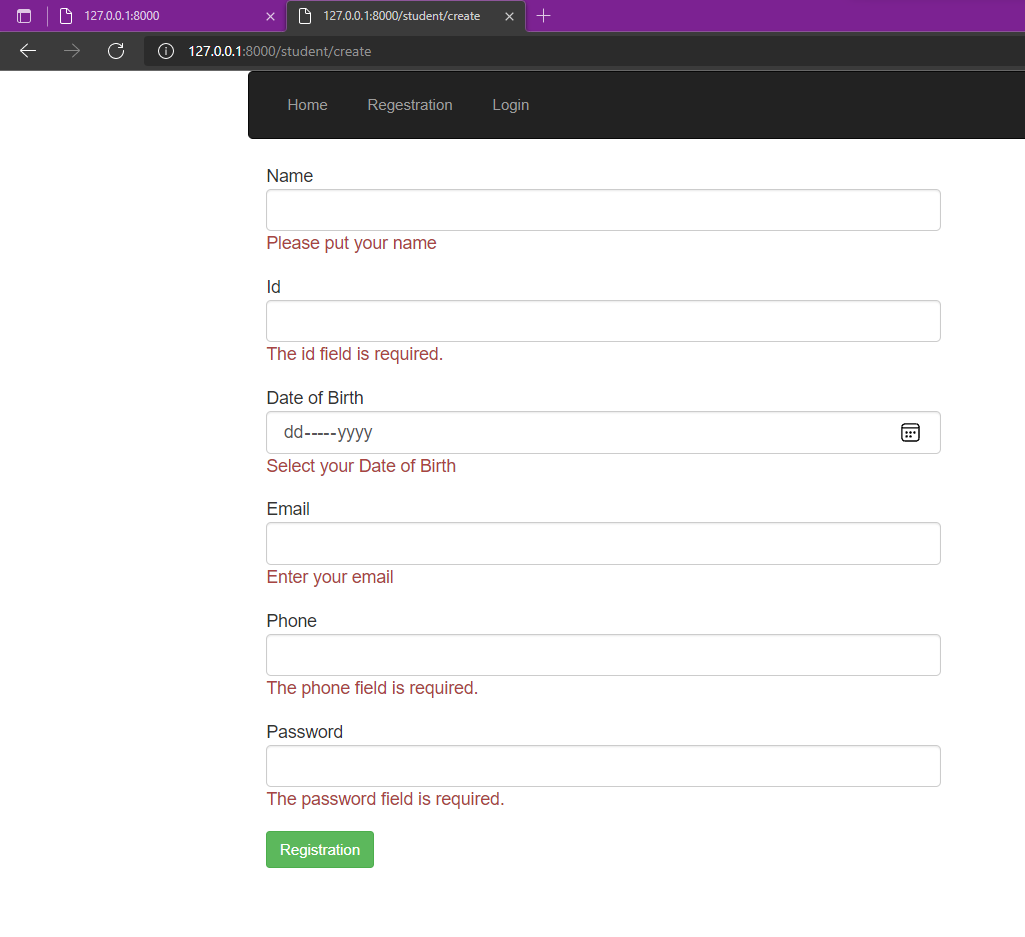 127.0.0.1:8000
127.0.0.1:8000/student/create
127.0.0.1:8000/student/create
Home Regestration Login
Name
Please put your name
Id
The id field is required.
Date of Birth
dd-----yyyy
Select your Date of Birth
Email
Enter your email
Phone
The phone field is required.
Password
The password field is required.
Registration